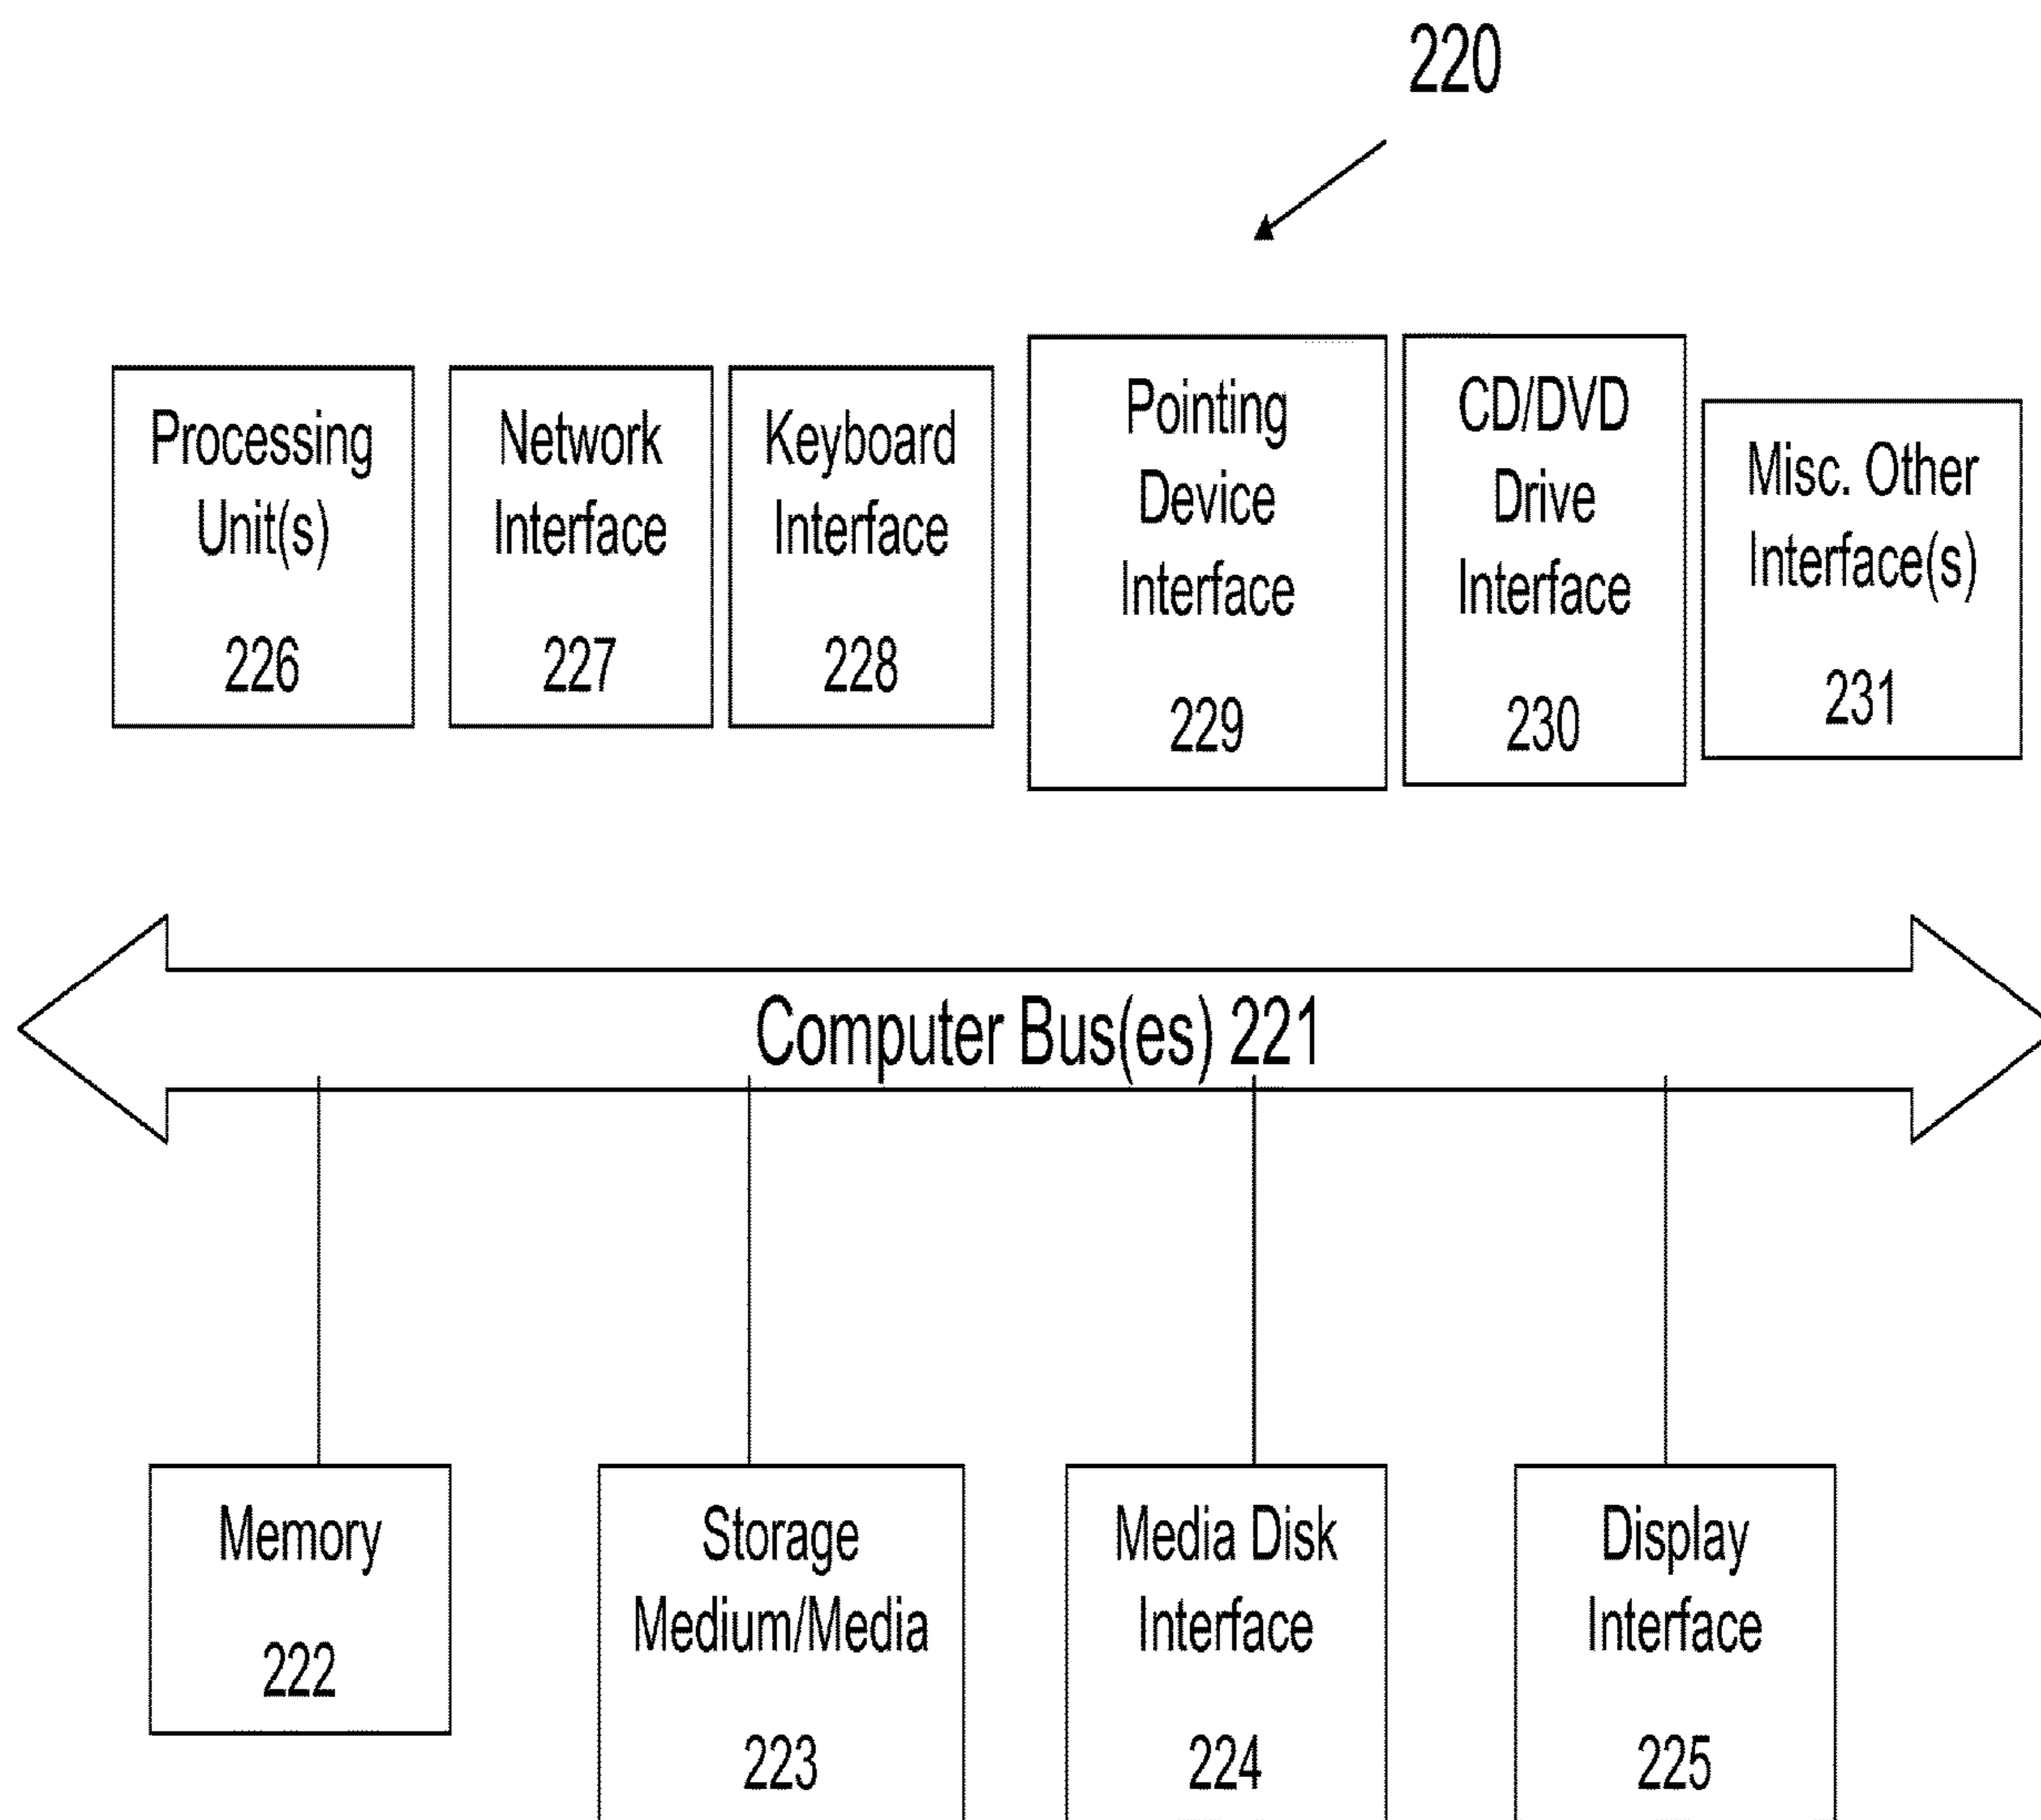 220
Processing
Unit(s)
226
Network
Interface
227
Keyboard
Interface
228
Pointing
Device
Interface
229
CD/DVD
Drive
Interface
230
Misc. Other
Interface(s)
231
Computer Bus(es) 221
Memory
222
Storage
Medium/Media
223
Media Disk
Interface
224
Display
Interface
225